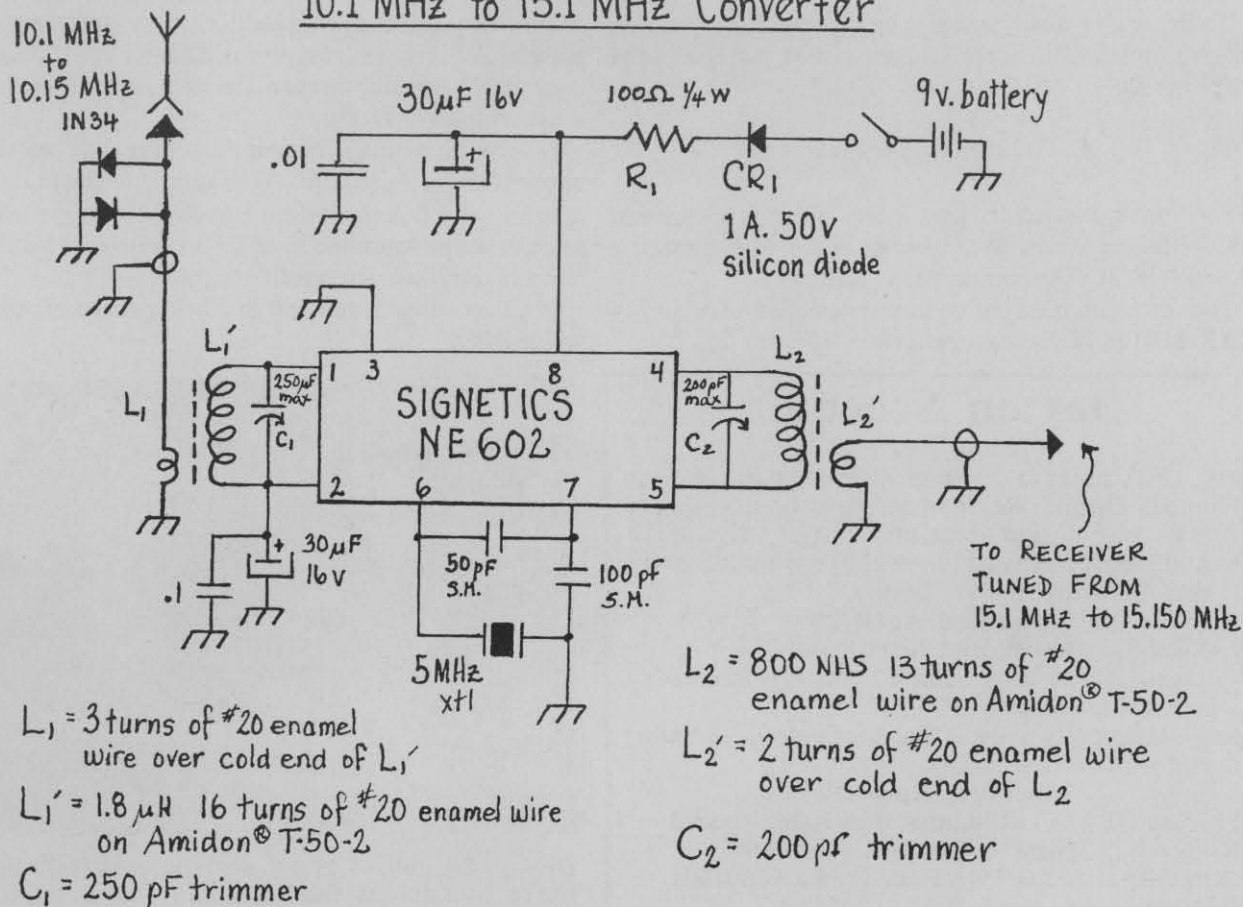 10.1 MHz to 15.1 MHz Converter
10.1 MHz
to
10.15 MHz
1N34
.01
30µF 16v
100Ω ¼ w
R₁
CR₁
1 A. 50v
silicon diode
9v. battery
L₁
L₁'
250µF
max
C₁
1
3
8
4
2
6
7
5
SIGNETICS
NE 602
200pF
max
C₂
L₂
L₂'
.1
+
30µF
16v
+
50pF
S.M.
100pf
S.M.
5MHz
xtl
TO RECEIVER
TUNED FROM
15.1 MHz to 15.150 MHz
L₁ = 3 turns of #20 enamel
wire over cold end of L₁'
L₁' = 1.8 µH 16 turns of #20 enamel wire
on Amidon® T-50-2
C₁ = 250 pF trimmer
L₂ = 800 NHS 13 turns of #20
enamel wire on Amidon® T-50-2
L₂' = 2 turns of #20 enamel wire
over cold end of L₂
C₂ = 200 pf trimmer